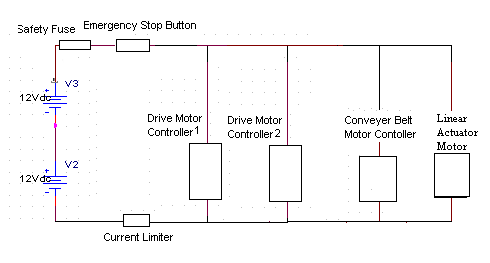 Safety Fuse
Emergency Stop Button
V3
12Vdc
Drive Motor
Controller1
Drive Motor
Controller2
Conveyer Belt
Motor Contoller
Linear
Actuator
Motor
V2
12Vdc
Current Limiter